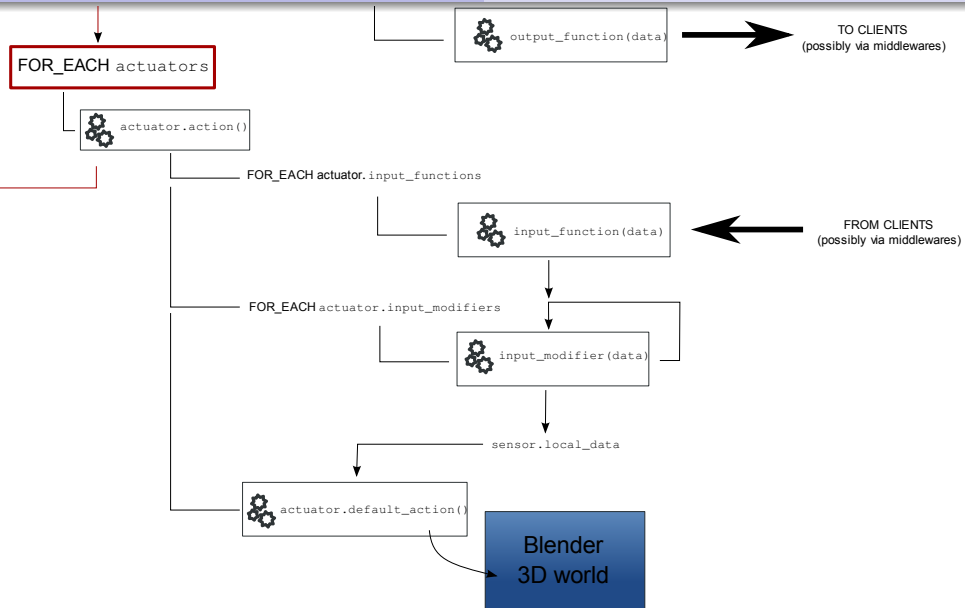 output_function(data)
TO CLIENTS
(possibly via middlewares)
FOR_EACH actuators
actuator.action()
FOR_EACH actuator. input_functions
input_function(data)
FROM CLIENTS
(possibly via middlewares)
FOR_EACH actuator.input_modifiers
input_modifier(data)
sensor.local_data
actuator.default_action()
Blender
3D world